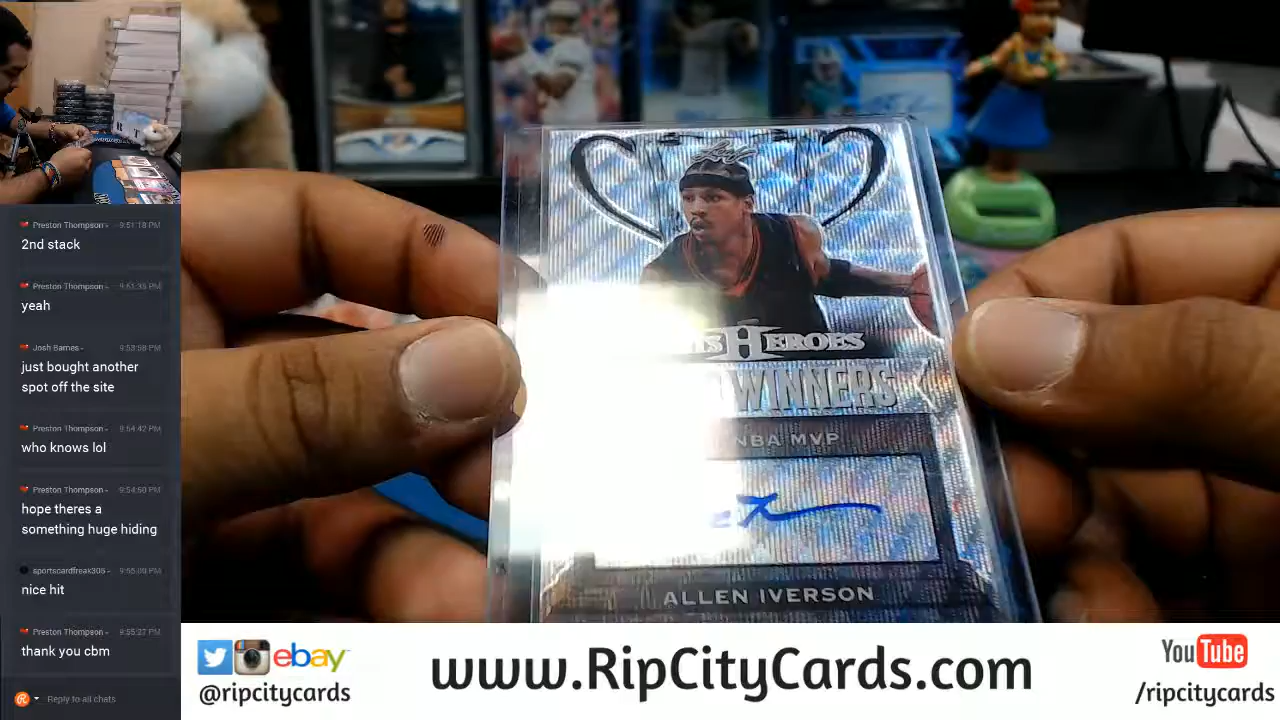 Preston Thompson - 9:51:18 PM
2nd stack
Preston Thompson - 9:51:35 PM
yeah
Josh Barnes - 9:53:58 PM
just bought another
spot off the site
Preston Thompson - 9:54:42 PM
who knows lol
Preston Thompson - 9:54:50 PM
hope theres a
something huge hiding
sportscardfreak305 - 9:55:09 PM
nice hit
Preston Thompson - 9:55:27 PM
thank you cbm
Reply to all chats
HEROES
WINNERS
NBA MVP
ALLEN IVERSON
ebay
@ripcitycards
www.RipCityCards.com
YouTube
/ripcitycards